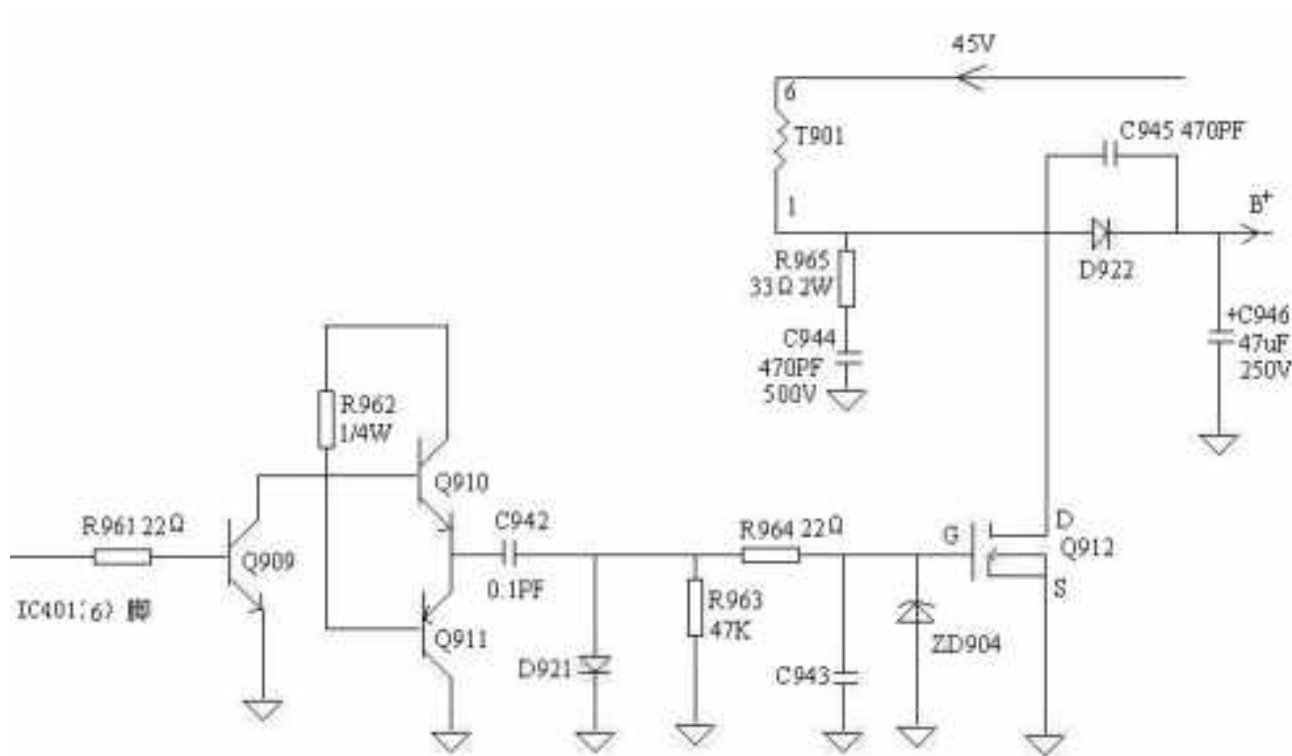 45V
6
T901
C945 470PF
1
B+
R965
33Ω 2W
D922
C944
470PF
500V
+C946
47uF
250V
R962
1/4W
Q910
R961 22Ω
Q909
C942
0.1PF
R964 22Ω
G
D
Q912
S
IC401(6) 脚
Q911
D921
R963
47K
C943
ZD904